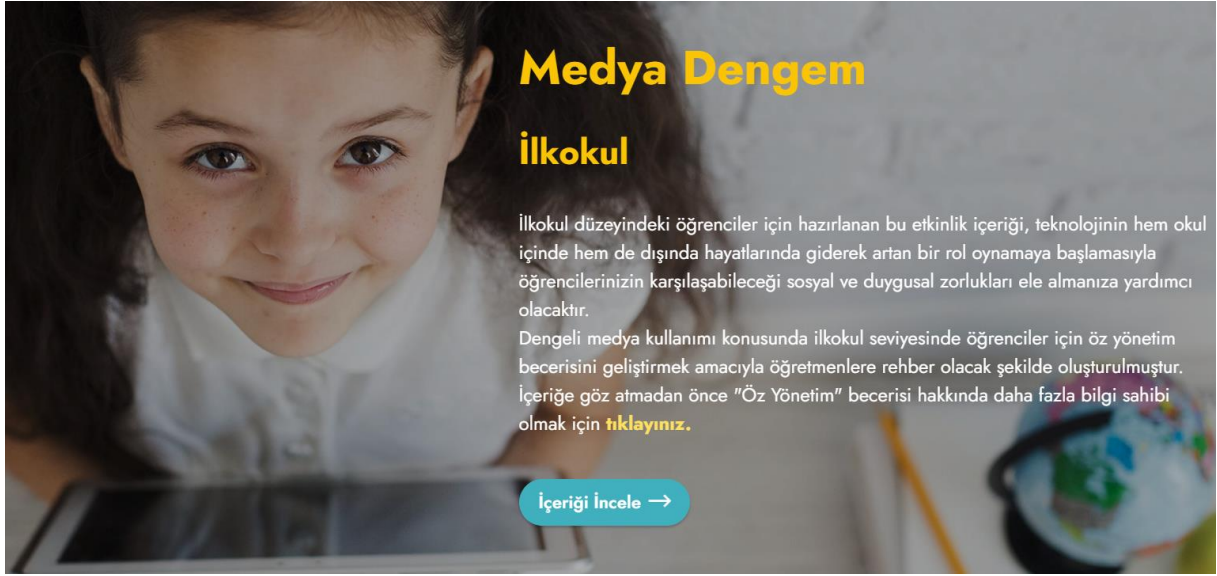 Medya Dengem
İlkokul
İlkokul düzeyindeki öğrenciler için hazırlanan bu etkinlik içeriği, teknolojinin hem okul
içinde hem de dışında hayatlarında giderek artan bir rol oynamaya başlamasıyla
öğrencilerinizin karşılaşabileceği sosyal ve duygusal zorlukları ele almanıza yardımcı
olacaktır.
Dengeli medya kullanımı konusunda ilkokul seviyesinde öğrenciler için öz yönetim
becerisini geliştirmek amacıyla öğretmenlere rehber olacak şekilde oluşturulmuştur.
İçeriğe göz atmadan önce "Öz Yönetim" becerisi hakkında daha fazla bilgi sahibi
olmak için tıklayınız.
İçeriği İncele →